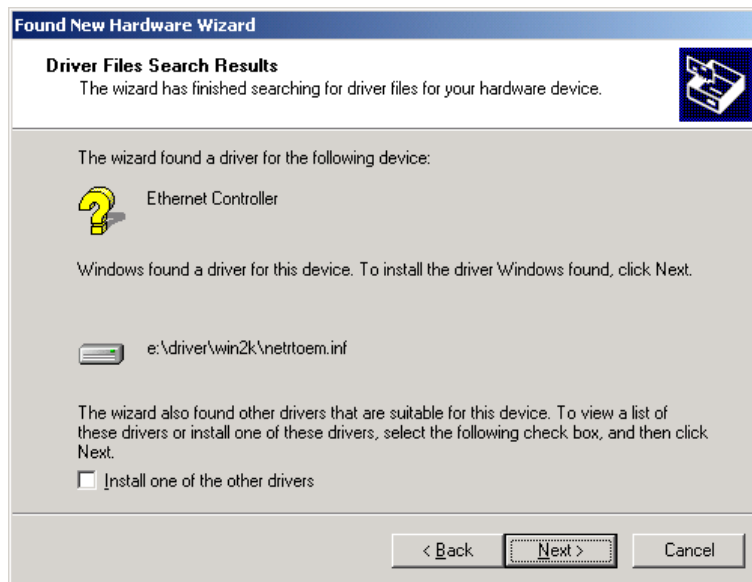 Found New Hardware Wizard
Driver Files Search Results
The wizard has finished searching for driver files for your hardware device.
The wizard found a driver for the following device:
Ethernet Controller
Windows found a driver for this device. To install the driver Windows found, click Next.
e:\driver\win2k\netrtoem.inf
The wizard also found other drivers that are suitable for this device. To view a list of
these drivers or install one of these drivers, select the following check box, and then click
Next.
Install one of the other drivers
< Back Next > Cancel